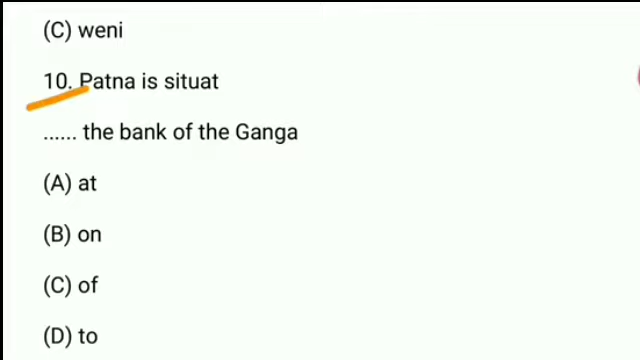 (C) weni
10. Patna is situat
...... the bank of the Ganga
(A) at
(B) on
(C) of
(D) to